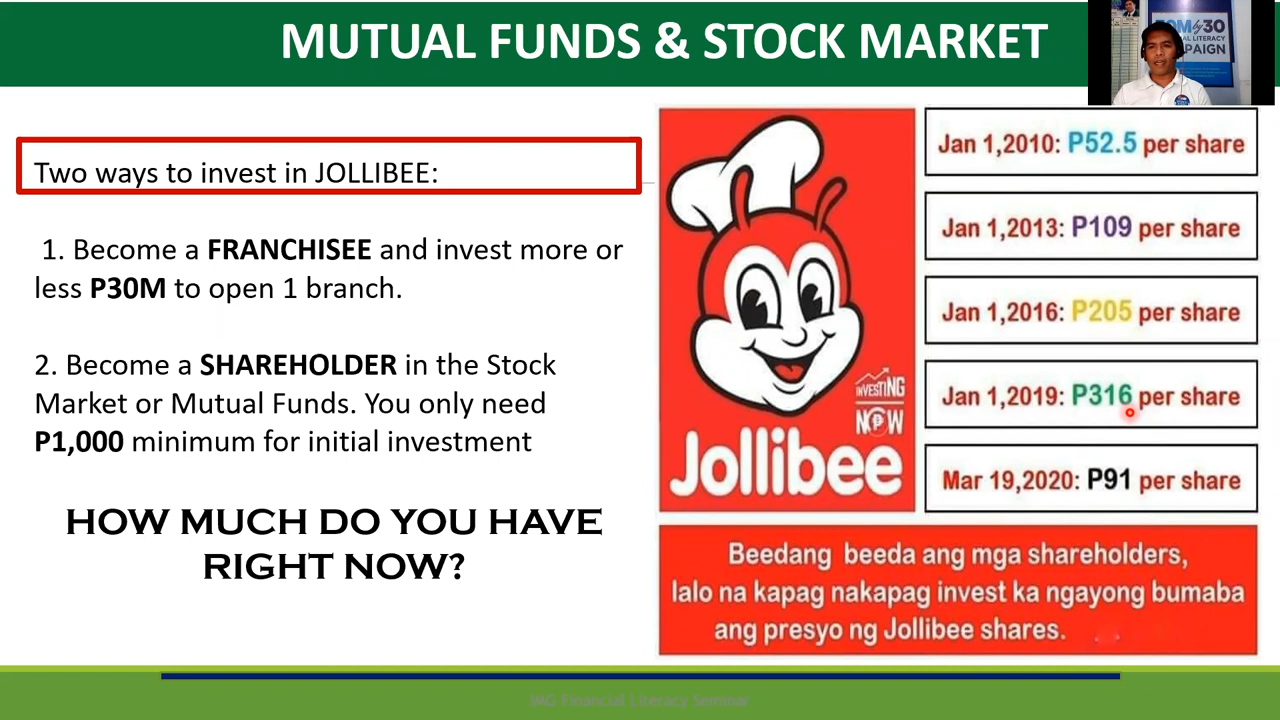 MUTUAL FUNDS & STOCK MARKET
by30
LITERACY
Two ways to invest in JOLLIBEE:
1. Become a FRANCHISEE and invest more or
less P30M to open 1 branch.
2. Become a SHAREHOLDER in the Stock
Market or Mutual Funds. You only need
P1,000 minimum for initial investment
HOW MUCH DO YOU HAVE
RIGHT NOW?
INVESTING
NOW
Jollibee
Jan 1,2010: P52.5 per share
Jan 1,2013: P109 per share
Jan 1,2016: P205 per share
Jan 1,2019: P316 per share
Mar 19,2020: P91 per share
Beedang beeda ang mga shareholders,
lalo na kapag nakapag invest ka ngayong bumaba
ang presyo ng Jollibee shares.
IMG Financial Literacy Seminar